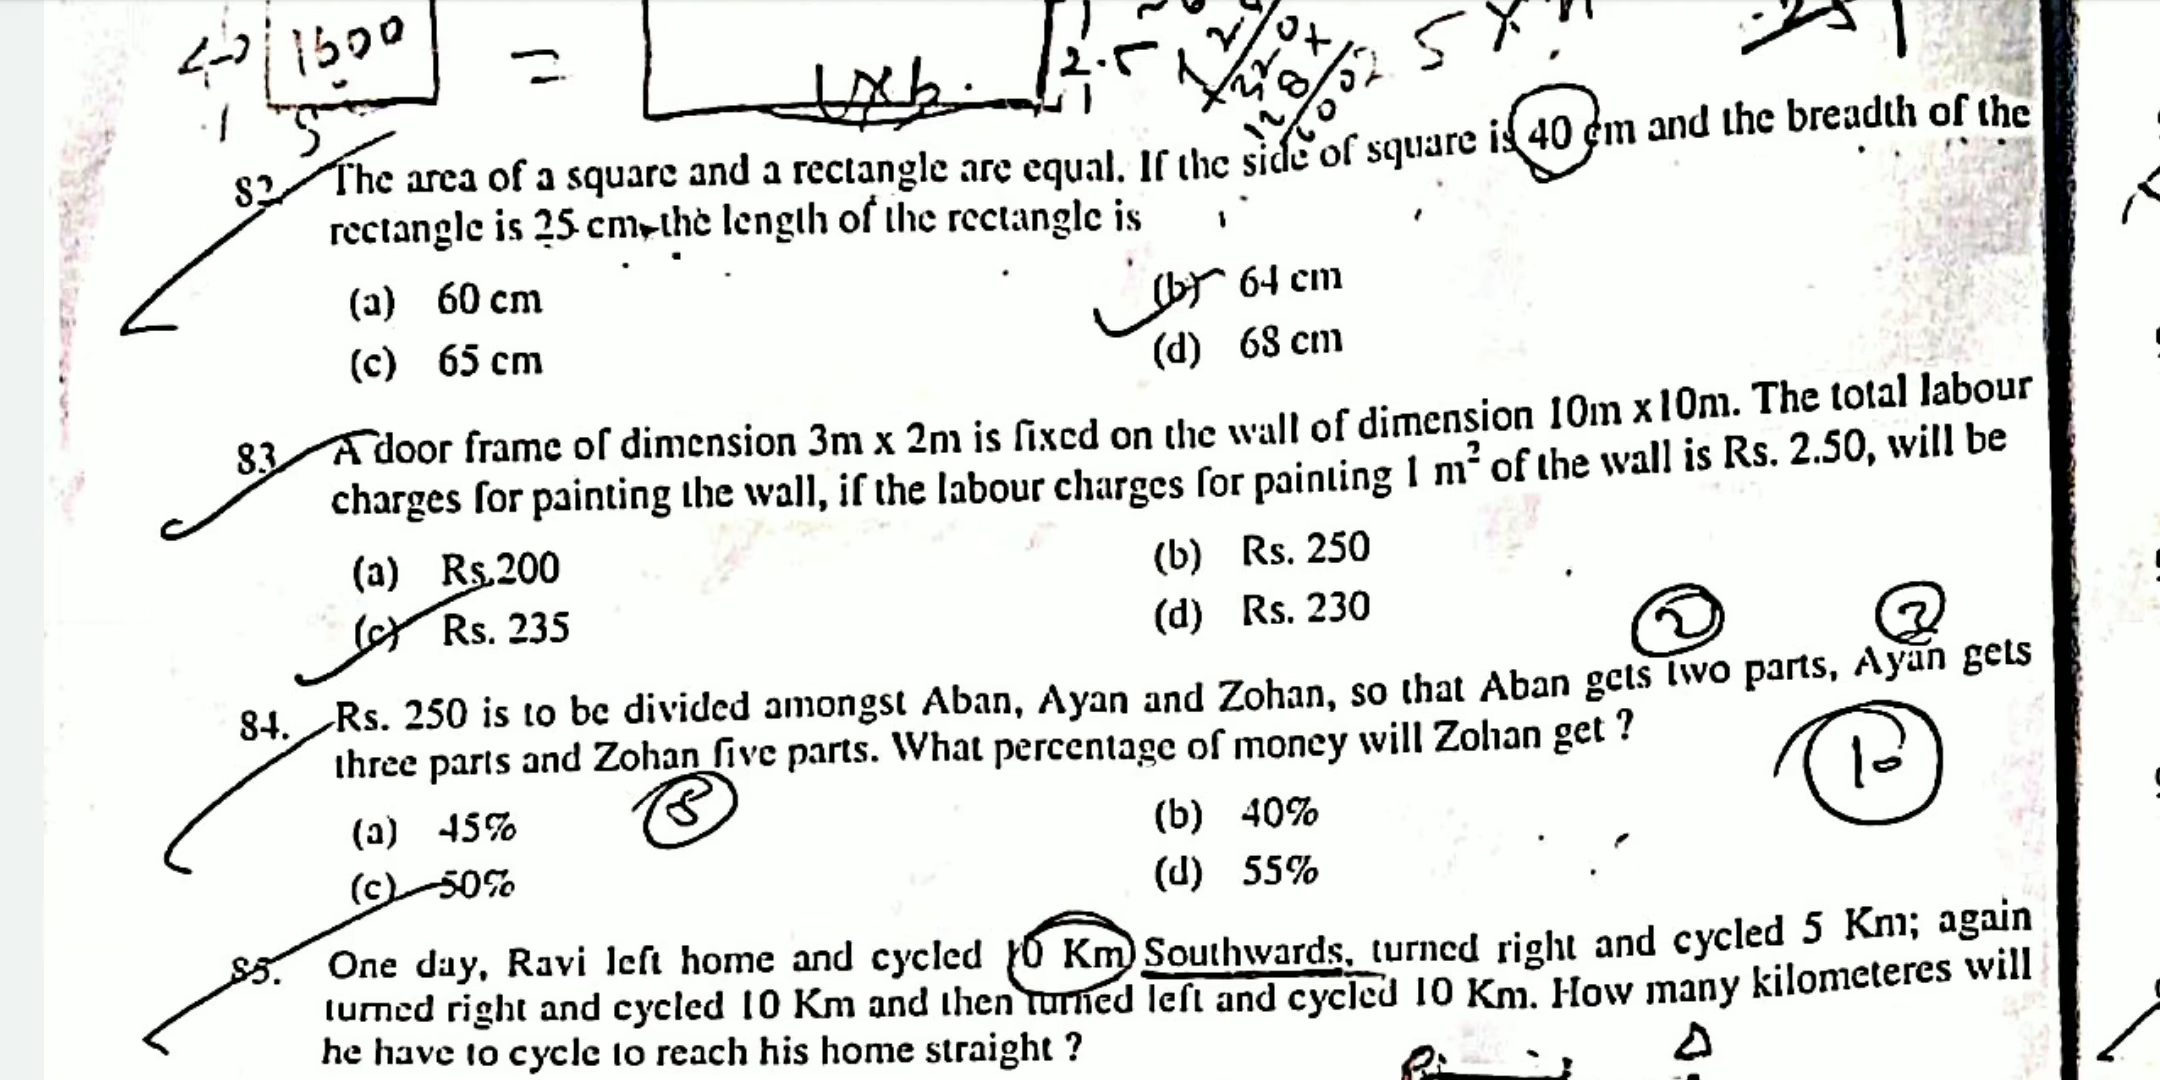 40 1600 =
l x b.
2.5
5
82. The area of a square and a rectangle are equal. If the side of square is 40 cm and the breadth of the
rectangle is 25 cm, the length of the rectangle is
(a) 60 cm (b) 64 cm
(c) 65 cm (d) 68 cm
83. A door frame of dimension 3m x 2m is fixed on the wall of dimension 10m x10m. The total labour
charges for painting the wall, if the labour charges for painting 1 m² of the wall is Rs. 2.50, will be
(a) Rs.200 (b) Rs. 250
(c) Rs. 235 (d) Rs. 230
2 3
84. Rs. 250 is to be divided amongst Aban, Ayan and Zohan, so that Aban gets two parts, Ayan gets
three parts and Zohan five parts. What percentage of money will Zohan get ?
5 10
(a) 45% (b) 40%
(c) 50% (d) 55%
85. One day, Ravi left home and cycled 10 Km Southwards, turned right and cycled 5 Km; again
turned right and cycled 10 Km and then turned left and cycled 10 Km. How many kilometeres will
he have to cycle to reach his home straight ?